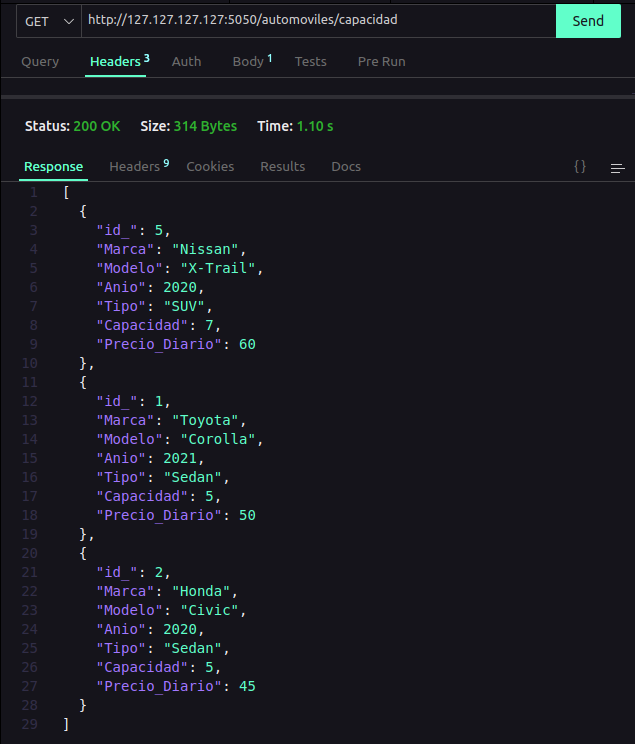 GET http://127.127.127.127:5050/automoviles/capacidad Send
Query Headers 3 Auth Body 1 Tests Pre Run
Status: 200 OK Size: 314 Bytes Time: 1.10 s
Response Headers 9 Cookies Results Docs {}
1 [
2 {
3 "id_": 5,
4 "Marca": "Nissan",
5 "Modelo": "X-Trail",
6 "Anio": 2020,
7 "Tipo": "SUV",
8 "Capacidad": 7,
9 "Precio_Diario": 60
10 },
11 {
12 "id_": 1,
13 "Marca": "Toyota",
14 "Modelo": "Corolla",
15 "Anio": 2021,
16 "Tipo": "Sedan",
17 "Capacidad": 5,
18 "Precio_Diario": 50
19 },
20 {
21 "id_": 2,
22 "Marca": "Honda",
23 "Modelo": "Civic",
24 "Anio": 2020,
25 "Tipo": "Sedan",
26 "Capacidad": 5,
27 "Precio_Diario": 45
28 }
29 ]